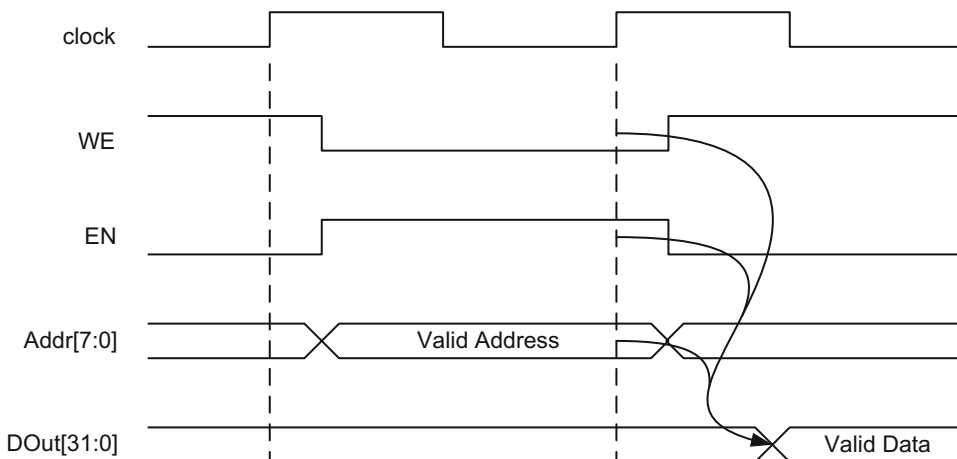 clock
WE
EN
Addr[7:0]
Valid Address
DOut[31:0]
Valid Data